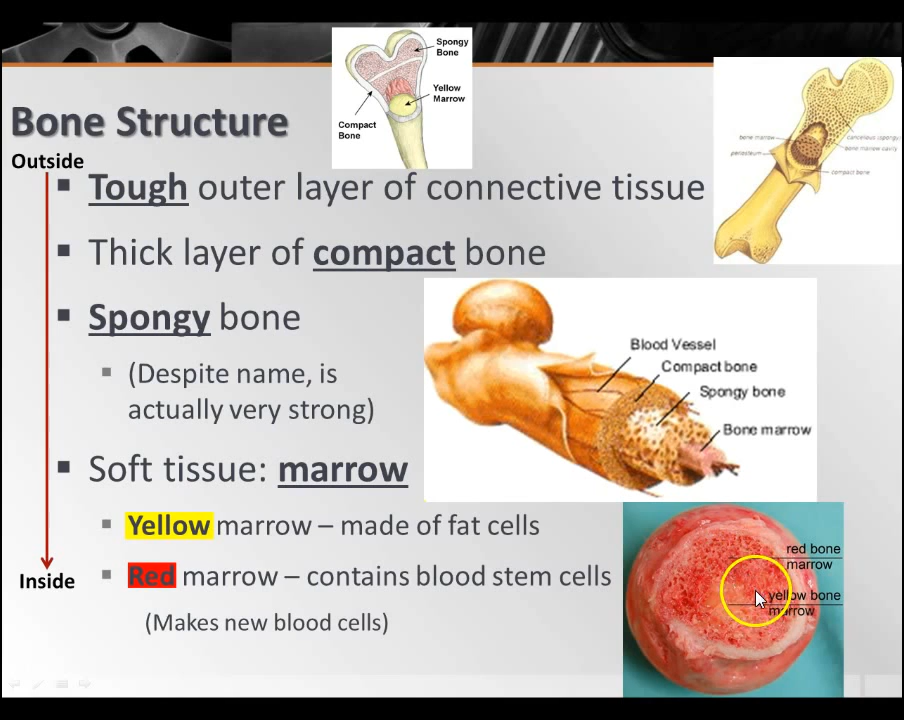 Spongy
Bone
Yellow
Marrow
Compact
Bone
Bone Structure
bone marrow
periosteum
cancellous (spongy)
bone marrow cavity
compact bone
Outside
Tough outer layer of connective tissue
Thick layer of compact bone
Spongy bone
(Despite name, is
actually very strong)
Blood Vessel
Compact bone
Spongy bone
Bone marrow
Soft tissue: marrow
Yellow marrow – made of fat cells
Red marrow – contains blood stem cells
(Makes new blood cells)
Inside
red bone
marrow
yellow bone
marrow